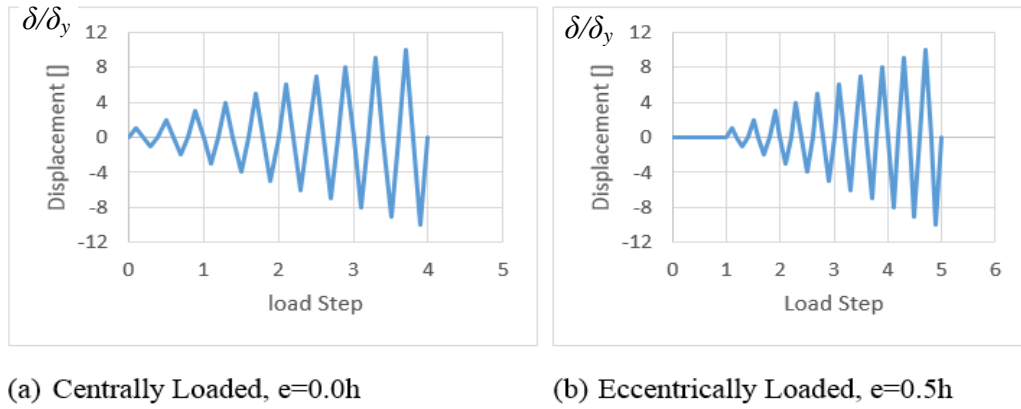 δ/δy
Displacement []
12
8
4
0
-4
-8
-12
0 1 2 3 4 5
load Step
δ/δy
Displacement []
12
8
4
0
-4
-8
-12
0 1 2 3 4 5 6
Load Step
(a) Centrally Loaded, e=0.0h
(b) Eccentrically Loaded, e=0.5h